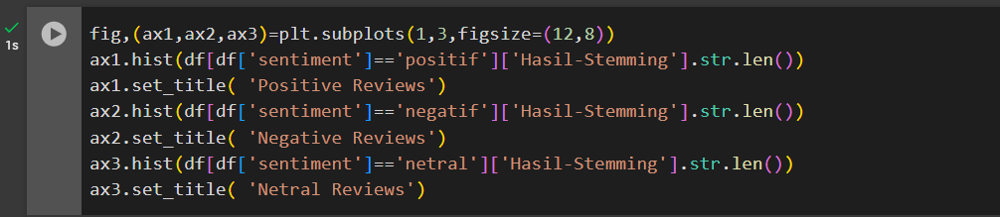 1s
fig,(ax1,ax2,ax3)=plt.subplots(1,3,figsize=(12,8))
ax1.hist(df[df['sentiment']=='positif']['Hasil-Stemming'].str.len())
ax1.set_title( 'Positive Reviews')
ax2.hist(df[df['sentiment']=='negatif']['Hasil-Stemming'].str.len())
ax2.set_title( 'Negative Reviews')
ax3.hist(df[df['sentiment']=='netral']['Hasil-Stemming'].str.len())
ax3.set_title( 'Netral Reviews')